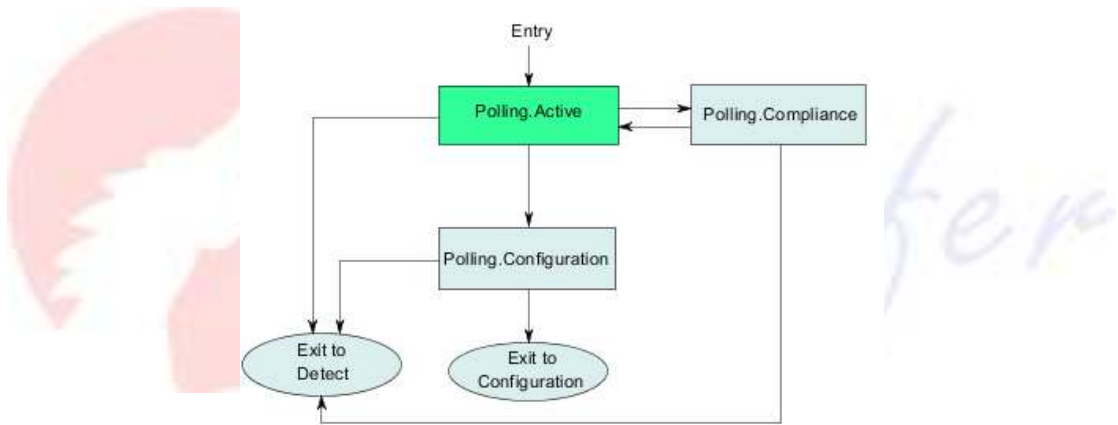 Entry
Polling.Active
Polling.Compliance
Polling.Configuration
Exit to
Detect
Exit to
Configuration